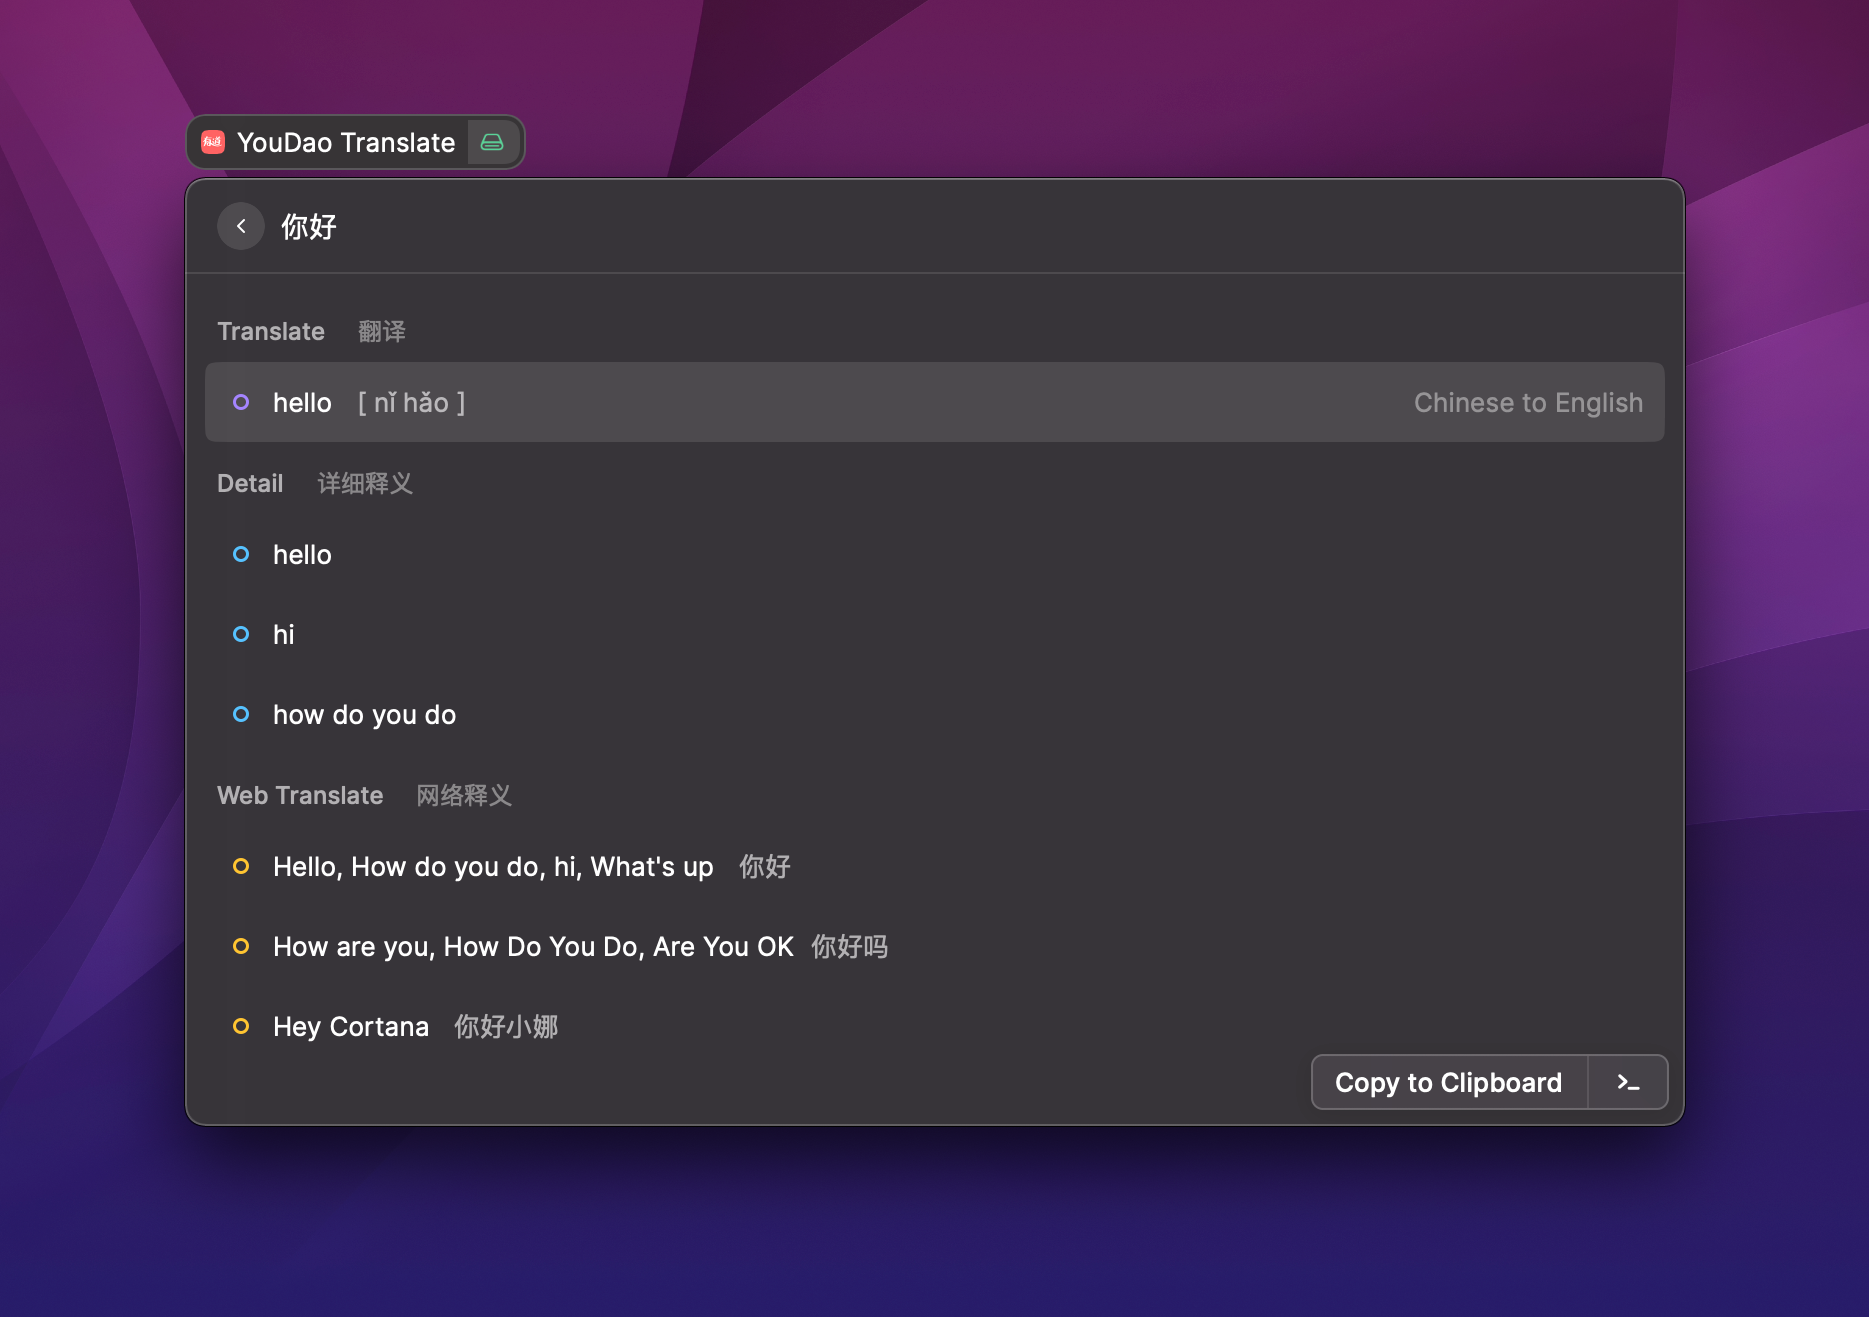 有道 YouDao Translate
你好
Translate 翻译
hello [ nǐ hǎo ] Chinese to English
Detail 详细释义
hello
hi
how do you do
Web Translate 网络释义
Hello, How do you do, hi, What's up 你好
How are you, How Do You Do, Are You OK 你好吗
Hey Cortana 你好小娜
Copy to Clipboard >_